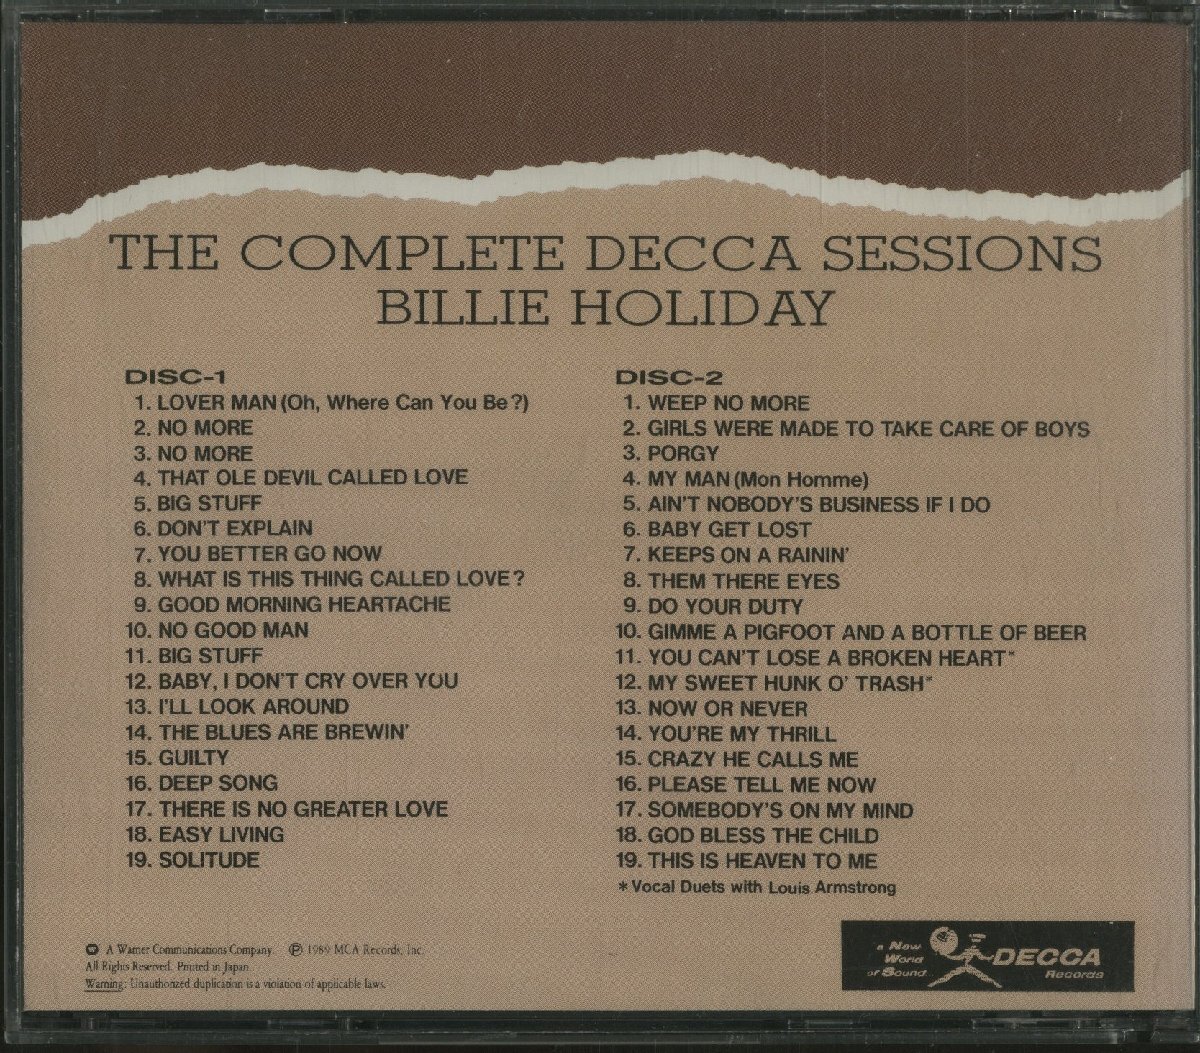 THE COMPLETE DECCA SESSIONS
BILLIE HOLIDAY
DISC-1
1. LOVER MAN (Oh, Where Can You Be?)
2. NO MORE
3. NO MORE
4. THAT OLE DEVIL CALLED LOVE
5. BIG STUFF
6. DON'T EXPLAIN
7. YOU BETTER GO NOW
8. WHAT IS THIS THING CALLED LOVE?
9. GOOD MORNING HEARTACHE
10. NO GOOD MAN
11. BIG STUFF
12. BABY, I DON'T CRY OVER YOU
13. I'LL LOOK AROUND
14. THE BLUES ARE BREWIN'
15. GUILTY
16. DEEP SONG
17. THERE IS NO GREATER LOVE
18. EASY LIVING
19. SOLITUDE
DISC-2
1. WEEP NO MORE
2. GIRLS WERE MADE TO TAKE CARE OF BOYS
3. PORGY
4. MY MAN (Mon Homme)
5. AIN'T NOBODY'S BUSINESS IF I DO
6. BABY GET LOST
7. KEEPS ON A RAININ'
8. THEM THERE EYES
9. DO YOUR DUTY
10. GIMME A PIGFOOT AND A BOTTLE OF BEER
11. YOU CAN'T LOSE A BROKEN HEART*
12. MY SWEET HUNK O' TRASH*
13. NOW OR NEVER
14. YOU'RE MY THRILL
15. CRAZY HE CALLS ME
16. PLEASE TELL ME NOW
17. SOMEBODY'S ON MY MIND
18. GOD BLESS THE CHILD
19. THIS IS HEAVEN TO ME
*Vocal Duets with Louis Armstrong
A Warner Communications Company. ℗ 1989 MCA Records, Inc.
All Rights Reserved. Printed in Japan
Warning: Unauthorized duplication is a violation of applicable laws.
a New
World
of Sound
DECCA
Records